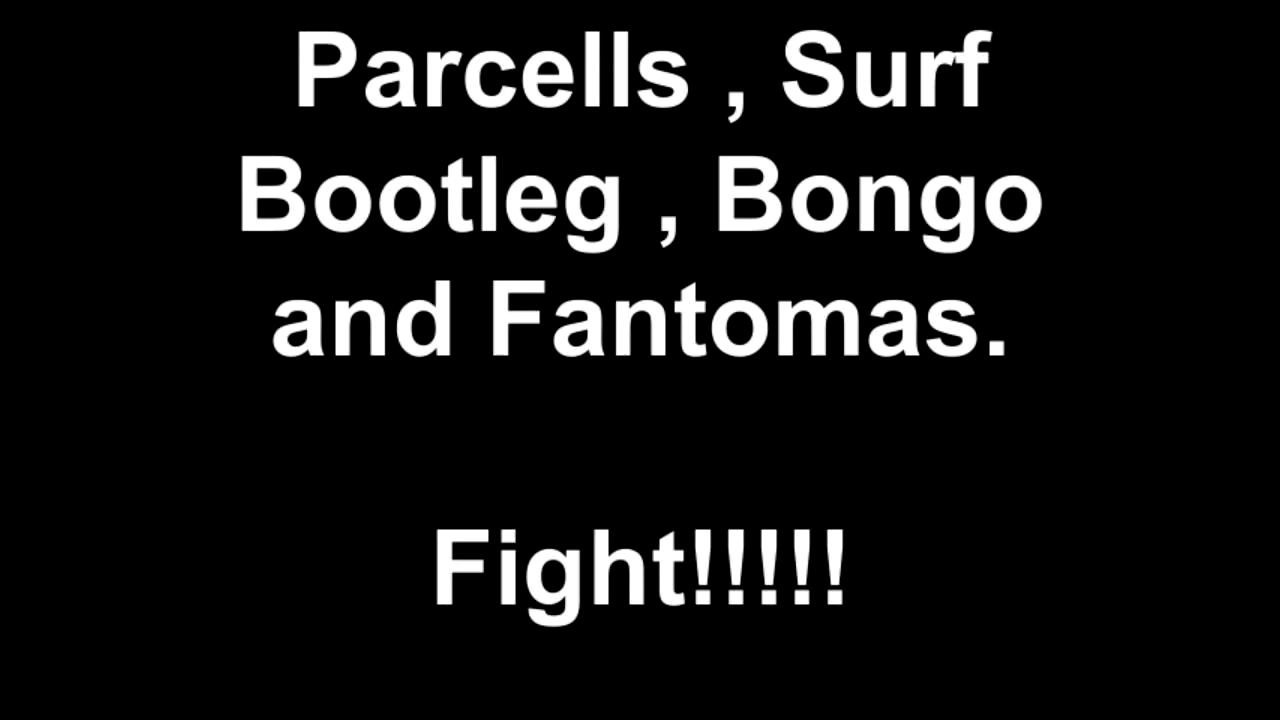 Parcells , Surf
Bootleg , Bongo
and Fantomas.
Fight!!!!!